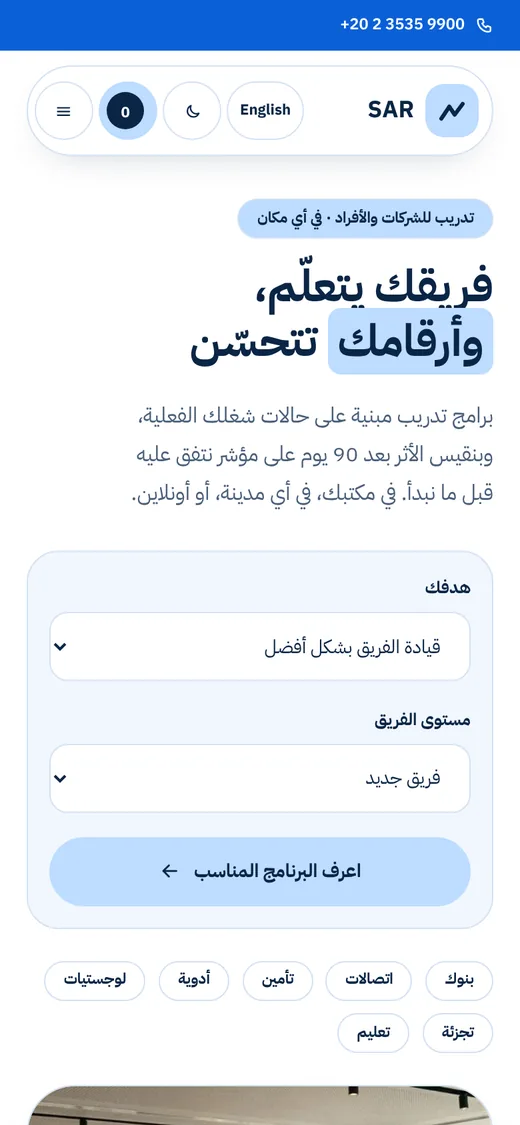 +20 2 3535 9900
SAR
English
0
تدريب للشركات والأفراد · في أي مكان
فريقك يتعلّم،
وأرقامك تتحسّن
برامج تدريب مبنية على حالات شغلك الفعلية،
وبنقيس الأثر بعد 90 يوم على مؤشر نتفق عليه
قبل ما نبدأ. في مكتبك، في أي مدينة، أو أونلاين.
هدفك
قيادة الفريق بشكل أفضل
مستوى الفريق
فريق جديد
اعرف البرنامج المناسب ←
بنوك
اتصالات
تأمين
أدوية
لوجستيات
تجزئة
تعليم